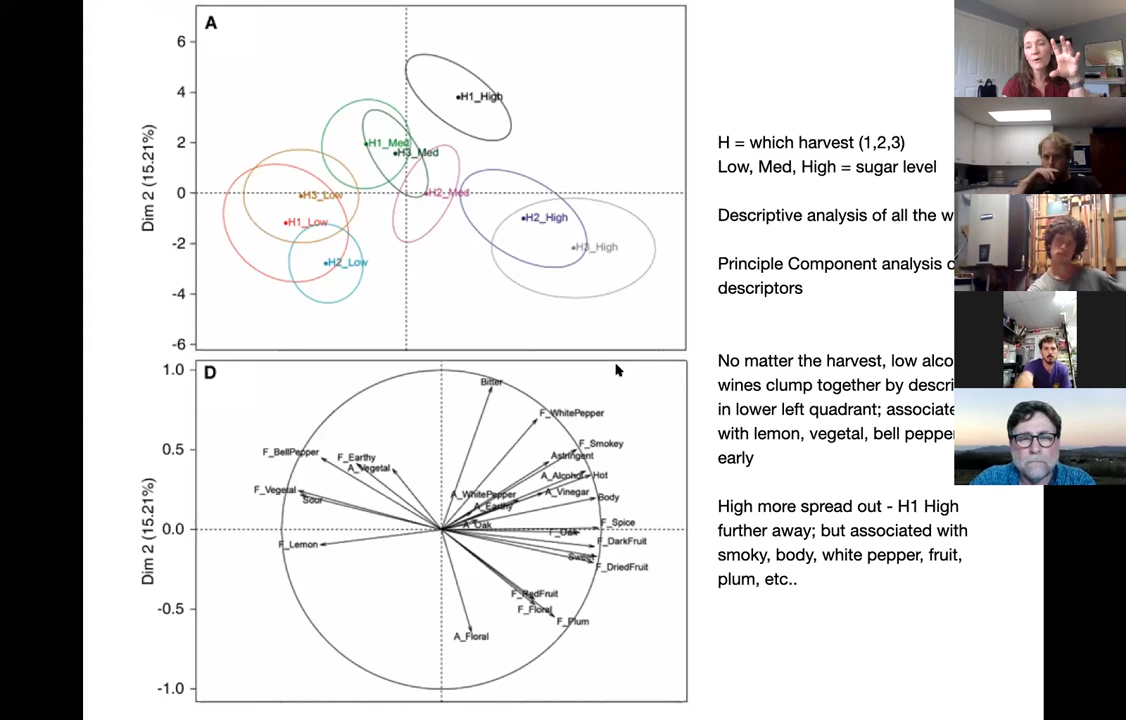 A
6
4
2
0
-2
-4
-6
Dim 2 (15.21%)
H1_High
H1_Med
H3_Med
H2_Med
H3_Low
H1_Low
H2_Low
H2_High
H3_High
D
1.0
0.5
0.0
-0.5
-1.0
Dim 2 (15.21%)
Bitter
F_WhitePepper
F_Smokey
Astringent
F_BellPepper
F_Earthy
A_Vegetal
A_Alcohol
Hot
F_Vegetal
Sour
A_WhitePepper
A_Vinegar
Body
A_Earthy
A_Oak
F_Spice
F_Oak
F_Lemon
F_DarkFruit
Sweet
F_DriedFruit
F_RedFruit
F_Floral
F_Plum
A_Floral
H = which harvest (1,2,3)
Low, Med, High = sugar level
Descriptive analysis of all the w
Principle Component analysis o
descriptors
No matter the harvest, low alco
wines clump together by descri
in lower left quadrant; associate
with lemon, vegetal, bell pepper
early
High more spread out - H1 High
further away; but associated with
smoky, body, white pepper, fruit,
plum, etc..